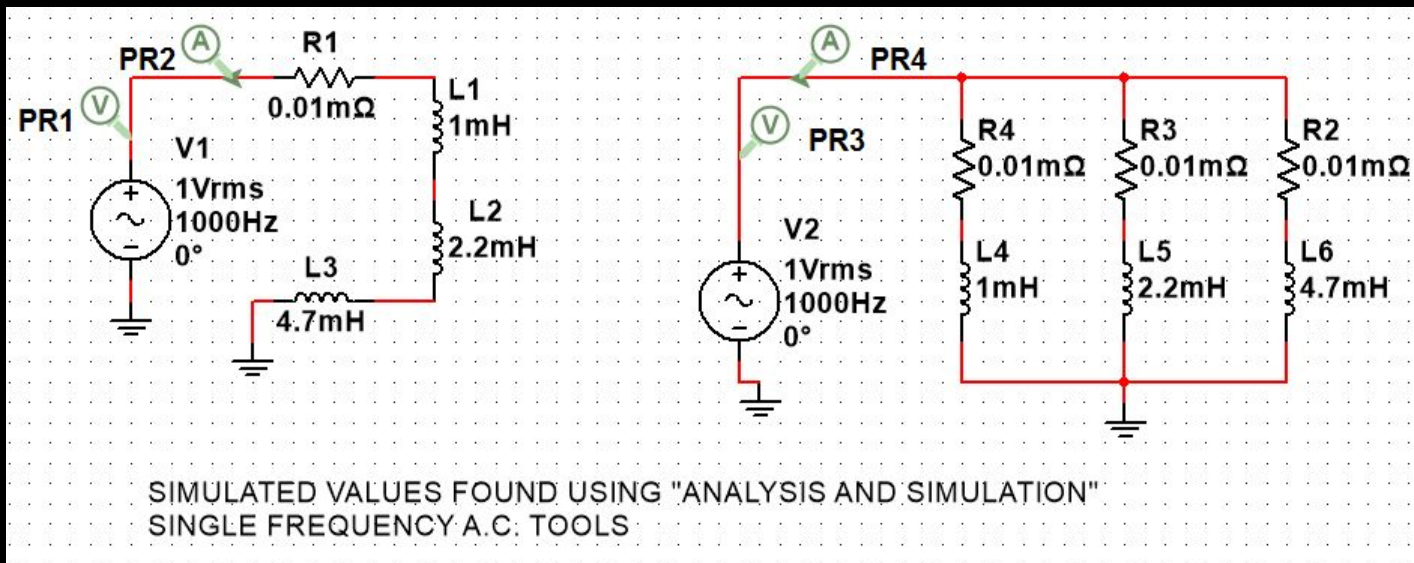 PR2 A R1
0.01mΩ
PR1 V
L1
1mH
V1
1Vrms
1000Hz
0°
L2
2.2mH
L3
4.7mH
A PR4
V PR3
R4
0.01mΩ
R3
0.01mΩ
R2
0.01mΩ
V2
1Vrms
1000Hz
0°
L4
1mH
L5
2.2mH
L6
4.7mH
SIMULATED VALUES FOUND USING "ANALYSIS AND SIMULATION"
SINGLE FREQUENCY A.C. TOOLS